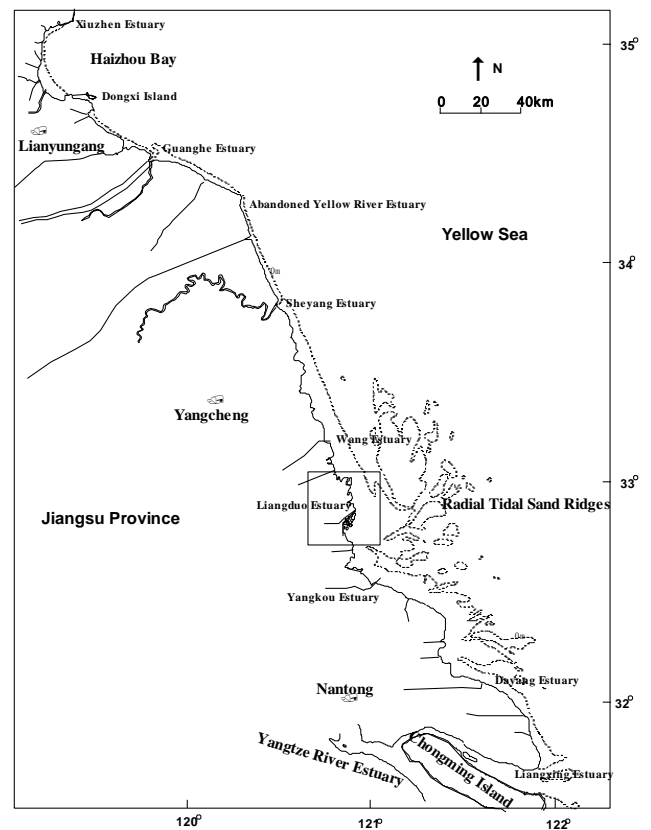 Xiuzhen Estuary
35°
Haizhou Bay
N
Dongxi Island
0 20 40km
Lianyungang
Guanghe Estuary
Abandoned Yellow River Estuary
Yellow Sea
34°
0m
Sheyang Estuary
Yangcheng
Wang Estuary
33°
Liangduo Estuary
Radial Tidal Sand Ridges
Jiangsu Province
Yangkou Estuary
0m
Dayang Estuary
Nantong
32°
Yangtze River Estuary
Chongming Island
Liangxing Estuary
120° 121° 122°